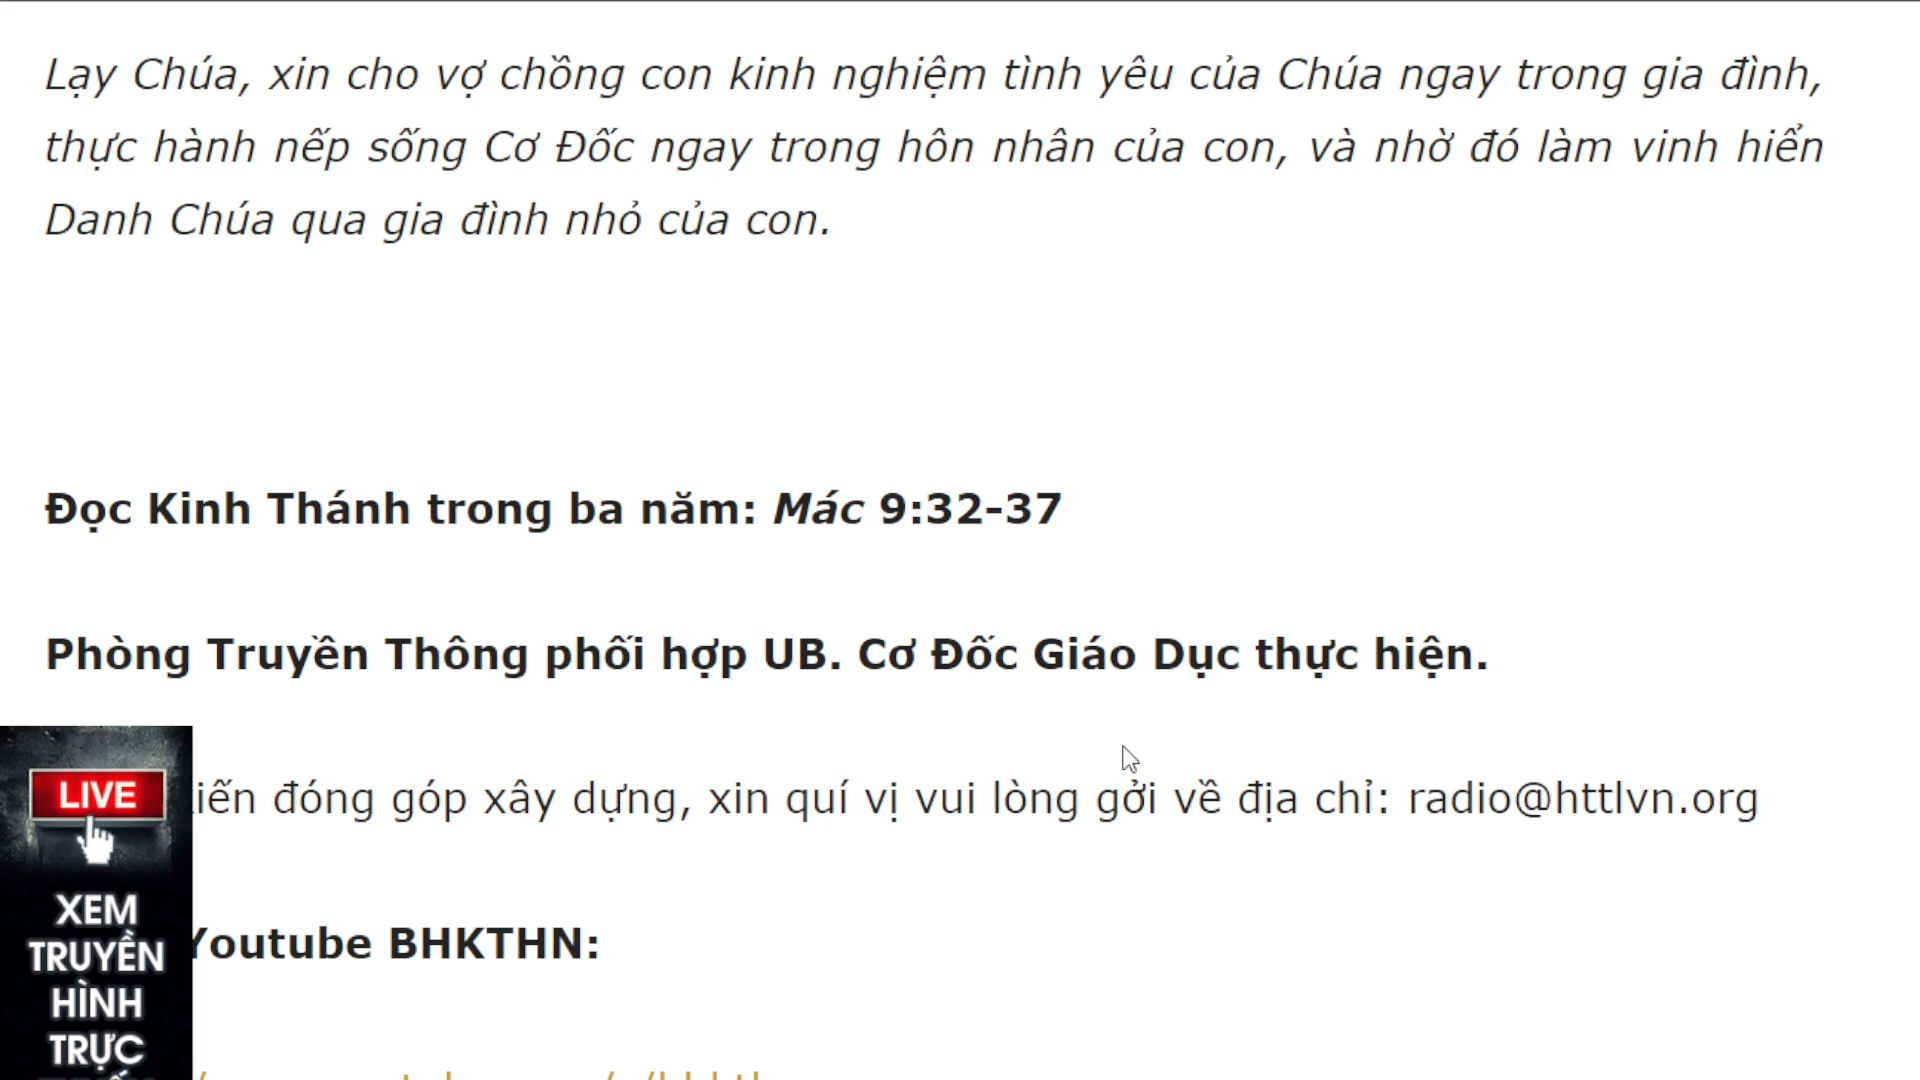 Lạy Chúa, xin cho vợ chồng con kinh nghiệm tình yêu của Chúa ngay trong gia đình,
thực hành nếp sống Cơ Đốc ngay trong hôn nhân của con, và nhờ đó làm vinh hiển
Danh Chúa qua gia đình nhỏ của con.
Đọc Kinh Thánh trong ba năm: Mác 9:32-37
Phòng Truyền Thông phối hợp UB. Cơ Đốc Giáo Dục thực hiện.
đóng góp xây dựng, xin quí vị vui lòng gởi về địa chỉ: radio@httlvn.org
Youtube BHKTHN:
LIVE
XEM
TRUYỀN
HÌNH
TRỰC